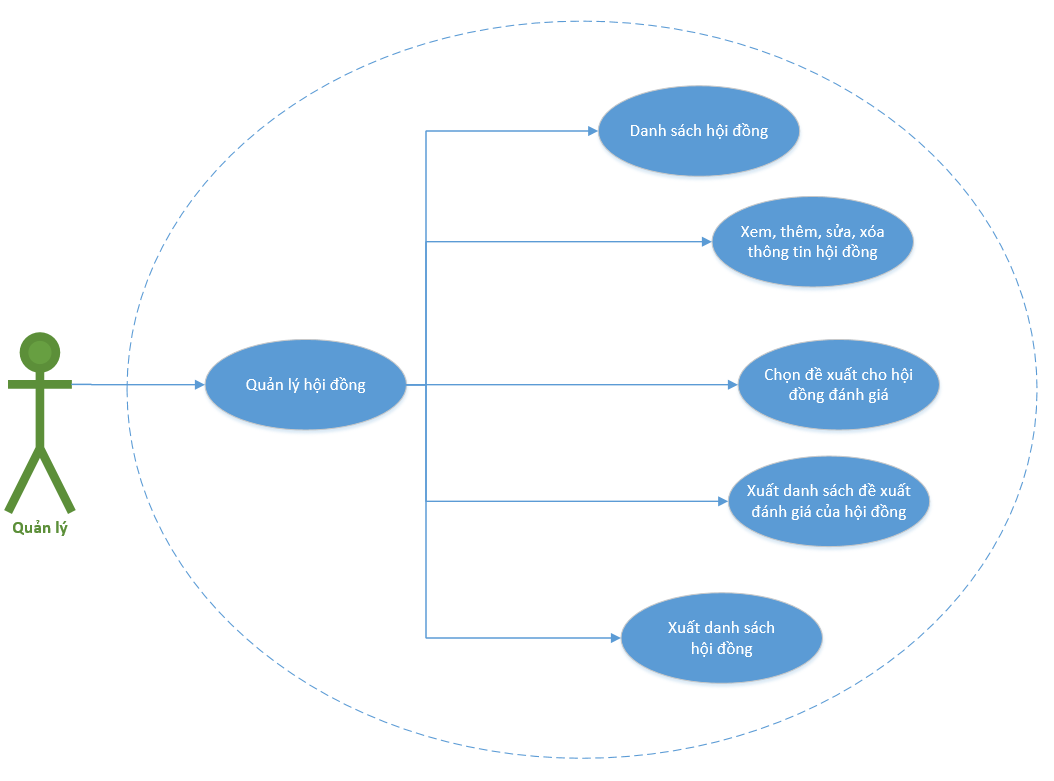 Danh sách hội đồng
Xem, thêm, sửa, xóa
thông tin hội đồng
Quản lý hội đồng
Chọn đề xuất cho hội
đồng đánh giá
Xuất danh sách đề xuất
đánh giá của hội đồng
Quản lý
Xuất danh sách
hội đồng